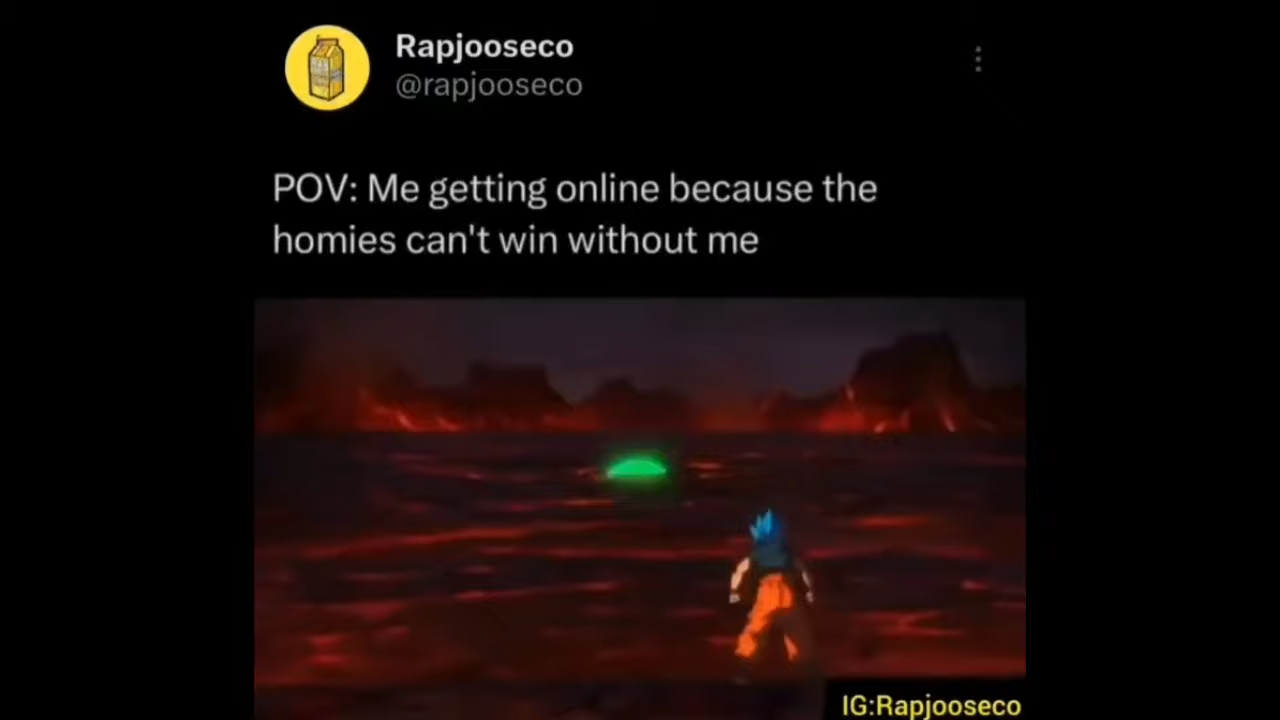 Rapjooseco
@rapjooseco
POV: Me getting online because the
homies can't win without me
IG:Rapjooseco